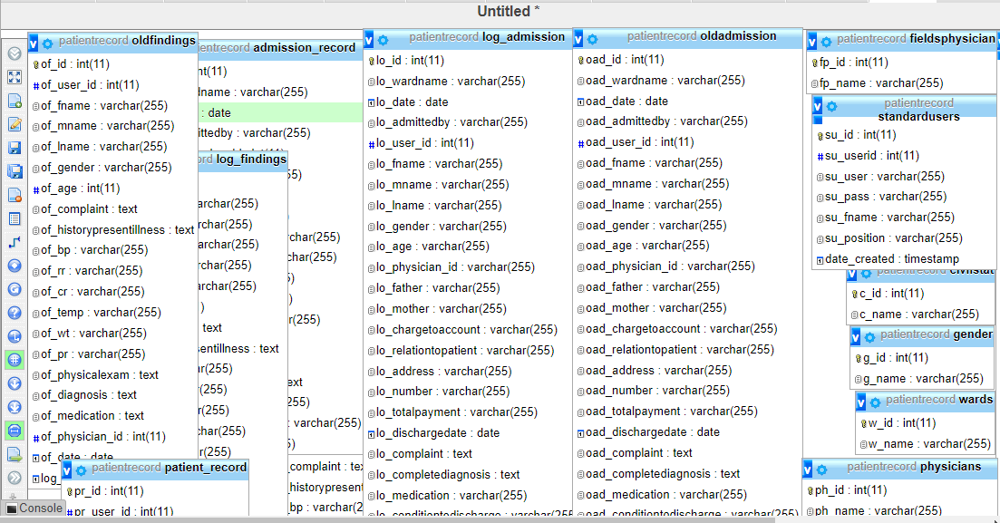 Untitled *
patientrecord oldfindings
of_id : int(11)
of_user_id : int(11)
of_fname : varchar(255)
of_mname : varchar(255)
of_lname : varchar(255)
of_gender : varchar(255)
of_age : int(11)
of_complaint : text
of_historypresentillness : text
of_bp : varchar(255)
of_rr : varchar(255)
of_cr : varchar(255)
of_temp : varchar(255)
of_wt : varchar(255)
of_pr : varchar(255)
of_physicalexam : text
of_diagnosis : text
of_medication : text
of_physician_id : int(11)
of_date : date
log_
patientrecord patient_record
pr_id : int(11)
pr_user_id : int(11)
Console
patientrecord admission_record
nt(11)
dname : varchar(255)
: date
ittedby : varchar(255)
ord log_findings
varchar(255)
rchar(255)
archar(255)
rchar(255)
varchar(255)
)
text
sentillness : text
ar(255)
(255)
(255)
char(255)
ar(255)
55)
archar(255)
char(255)
)
r(255)
ext
255)
: varchar(255)
5)
_complaint : tex
_historypresent
_bp : varchar(2
patientrecord log_admission
lo_id : int(11)
lo_wardname : varchar(255)
lo_date : date
lo_admittedby : varchar(255)
lo_user_id : int(11)
lo_fname : varchar(255)
lo_mname : varchar(255)
lo_lname : varchar(255)
lo_gender : varchar(255)
lo_age : varchar(255)
lo_physician_id : varchar(255)
lo_father : varchar(255)
lo_mother : varchar(255)
lo_chargetoaccount : varchar(255)
lo_relationtopatient : varchar(255)
lo_address : varchar(255)
lo_number : varchar(255)
lo_totalpayment : varchar(255)
lo_dischargedate : date
lo_complaint : text
lo_completediagnosis : text
lo_medication : varchar(255)
lo_conditiontodischarge : varchar(255)
patientrecord oldadmission
oad_id : int(11)
oad_wardname : varchar(255)
oad_date : date
oad_admittedby : varchar(255)
oad_user_id : int(11)
oad_fname : varchar(255)
oad_mname : varchar(255)
oad_lname : varchar(255)
oad_gender : varchar(255)
oad_age : varchar(255)
oad_physician_id : varchar(255)
oad_father : varchar(255)
oad_mother : varchar(255)
oad_chargetoaccount : varchar(255)
oad_relationtopatient : varchar(255)
oad_address : varchar(255)
oad_number : varchar(255)
oad_totalpayment : varchar(255)
oad_dischargedate : date
oad_complaint : text
oad_completediagnosis : text
oad_medication : varchar(255)
oad_conditiontodischarge : varchar(255)
patientrecord fieldsphysician
fp_id : int(11)
fp_name : varchar(255)
patientrecord
standardusers
su_id : int(11)
su_userid : int(11)
su_user : varchar(255)
su_pass : varchar(255)
su_fname : varchar(255)
su_position : varchar(255)
date_created : timestamp
patientrecord civilstat
c_id : int(11)
c_name : varchar(255)
patientrecord gender
g_id : int(11)
g_name : varchar(255)
patientrecord wards
w_id : int(11)
w_name : varchar(255)
patientrecord physicians
ph_id : int(11)
ph_name : varchar(255)